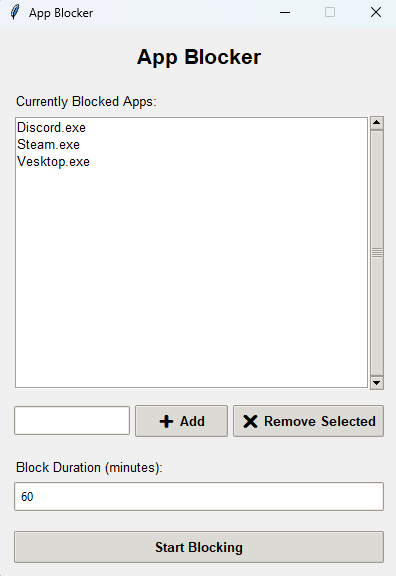 App Blocker
App Blocker
Currently Blocked Apps:
Discord.exe
Steam.exe
Vesktop.exe
Add
Remove Selected
Block Duration (minutes):
60
Start Blocking